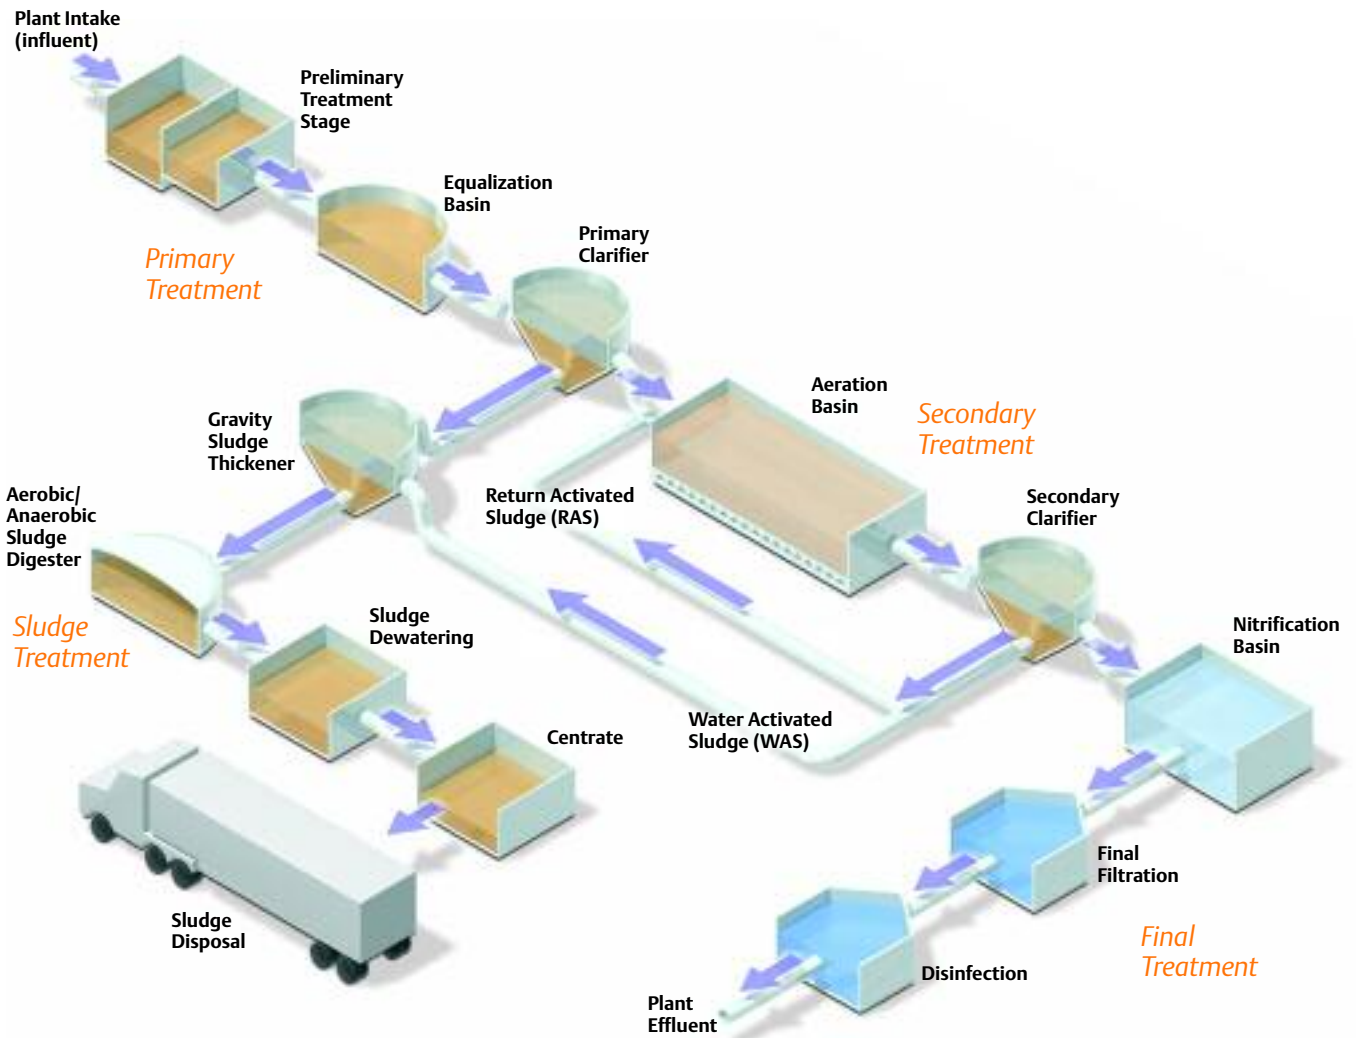 Plant Intake
(influent)
Preliminary
Treatment
Stage
Equalization
Basin
Primary
Clarifier
Primary
Treatment
Aeration
Basin
Secondary
Treatment
Gravity
Sludge
Thickener
Return Activated
Sludge (RAS)
Secondary
Clarifier
Aerobic/
Anaerobic
Sludge
Digester
Sludge
Treatment
Sludge
Dewatering
Nitrification
Basin
Water Activated
Sludge (WAS)
Centrate
Final
Filtration
Sludge
Disposal
Final
Treatment
Disinfection
Plant
Effluent